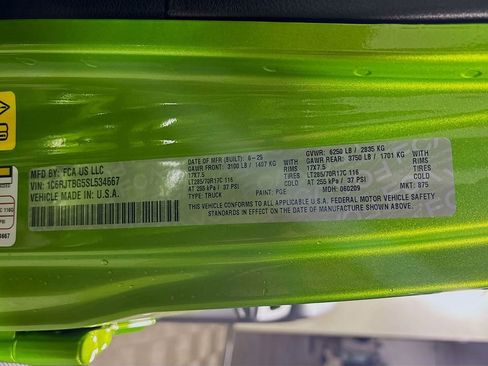 MFD BY: FCA US LLC
VIN: 1C6RJTBG5SL534667
VEHICLE MADE IN: U.S.A.
DATE OF MFR (BUILT): 6-25
GAWR FRONT: 3100 LB / 1407 KG
WITH
17X7.5
RIMS
LT285/70R17C 116
TIRES
AT 255 kPa / 37 PSI
COLD
TYPE: TRUCK
PAINT: PGE
GVWR: 6250 LB / 2835 KG
GAWR REAR: 3750 LB / 1701 KG
WITH
17X7.5
RIMS
LT285/70R17C 116
TIRES
AT 255 kPa / 37 PSI
COLD
MDH: 060209
MKT: 875
THIS VEHICLE CONFORMS TO ALL APPLICABLE U.S.A. FEDERAL MOTOR VEHICLE SAFETY
STANDARDS IN EFFECT ON THE DATE OF MANUFACTURE SHOWN ABOVE.